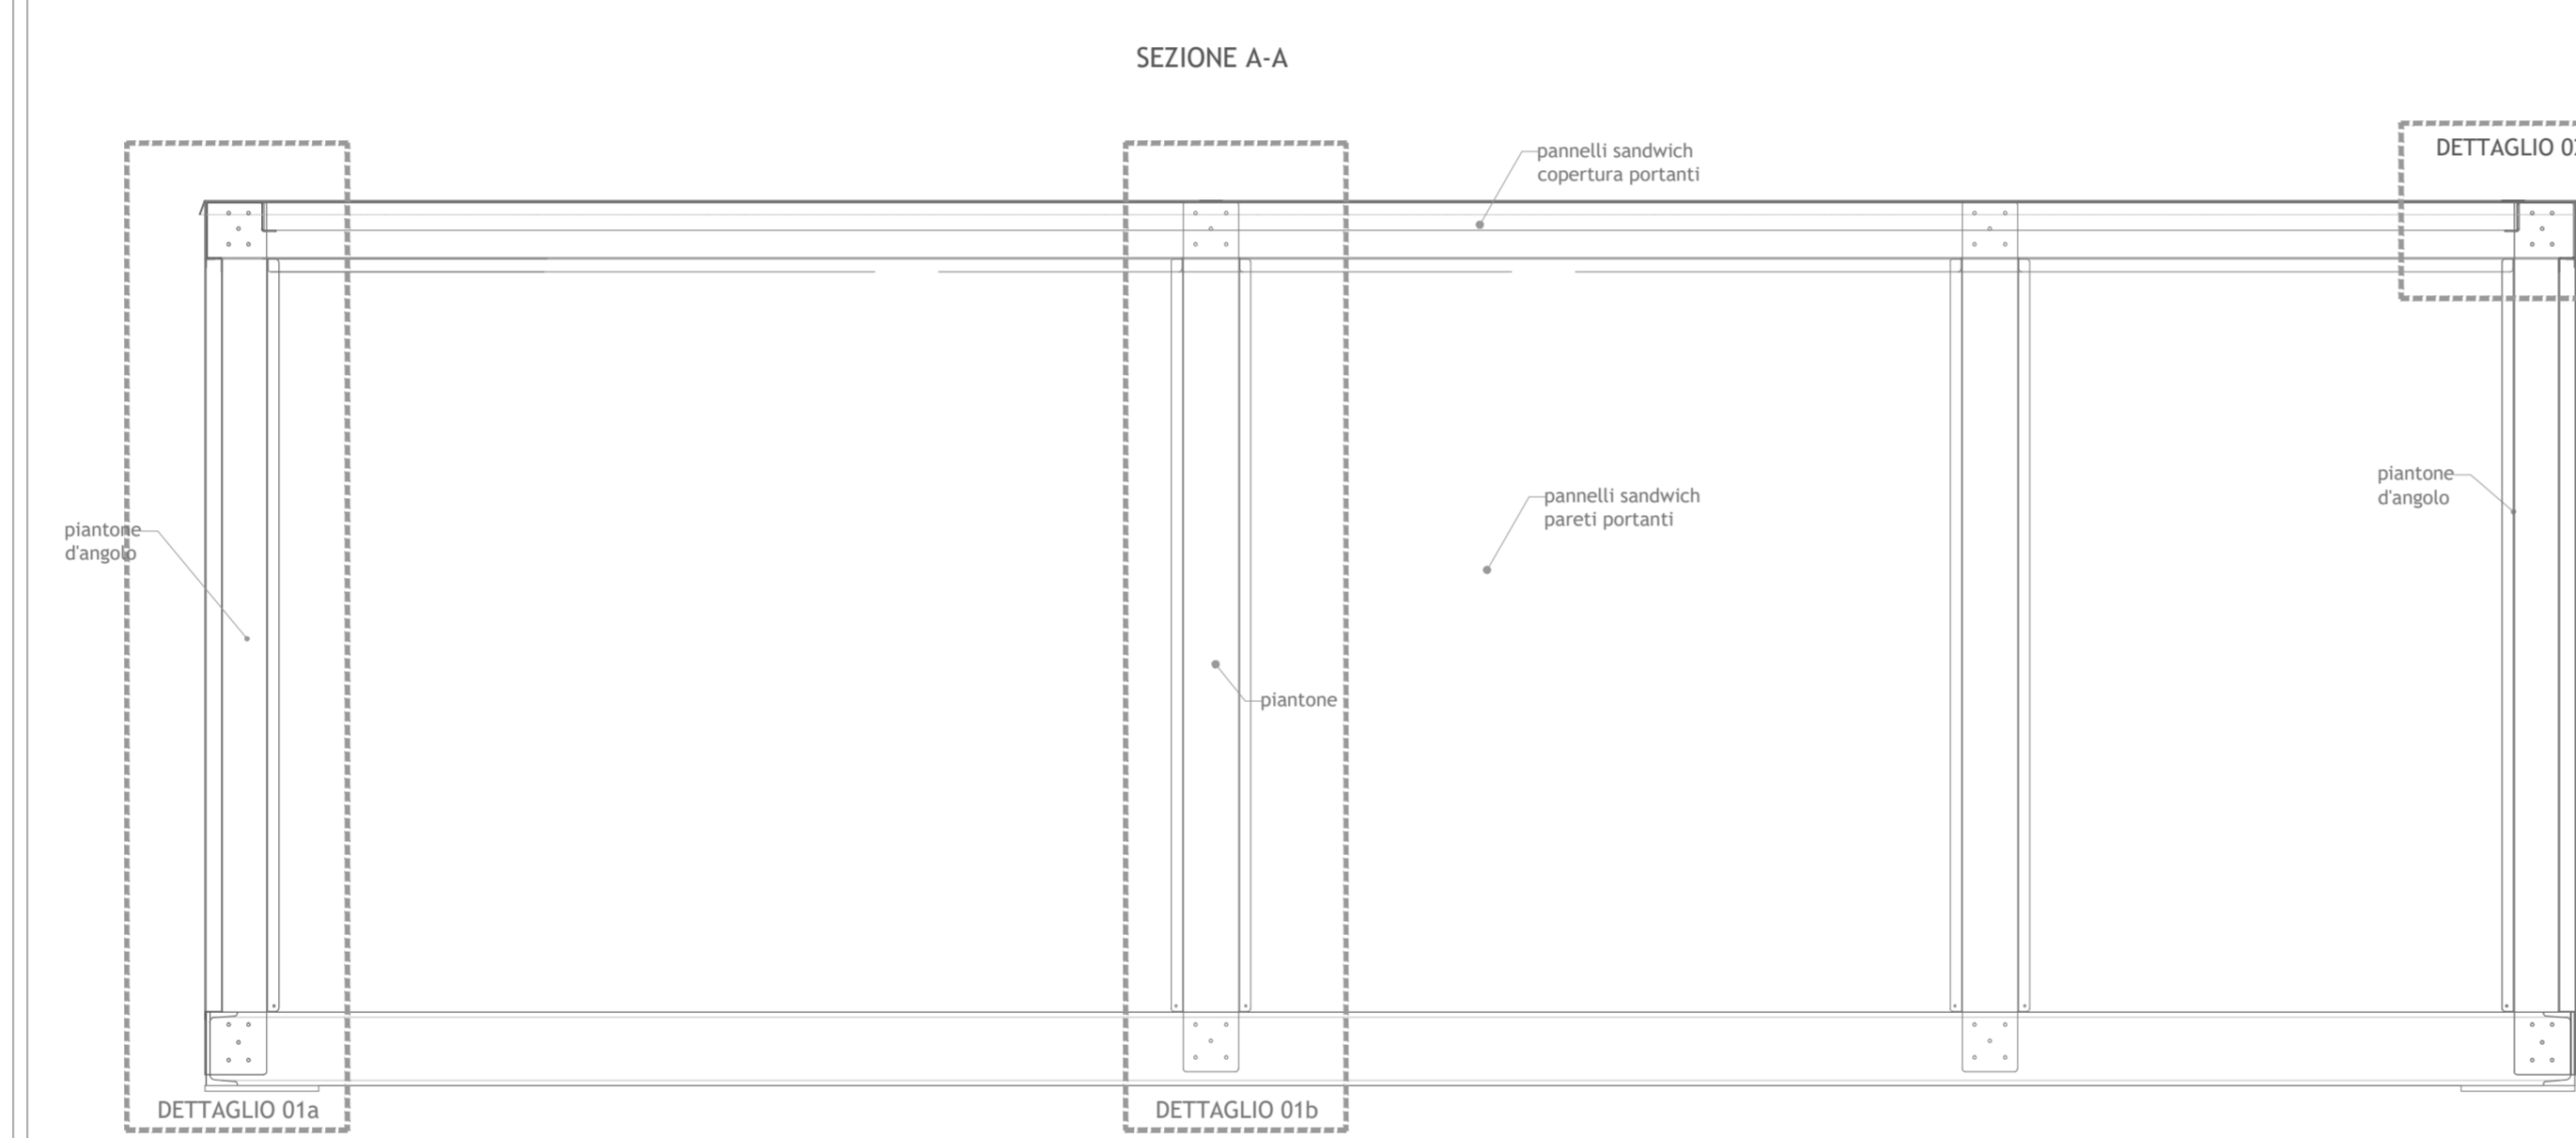 SEZIONE A-A
DETTAGLIO 02
pannelli sandwich
copertura portanti
piantone
d'angolo
pannelli sandwich
pareti portanti
piantone
d'angolo
piantone
DETTAGLIO 01a
DETTAGLIO 01b